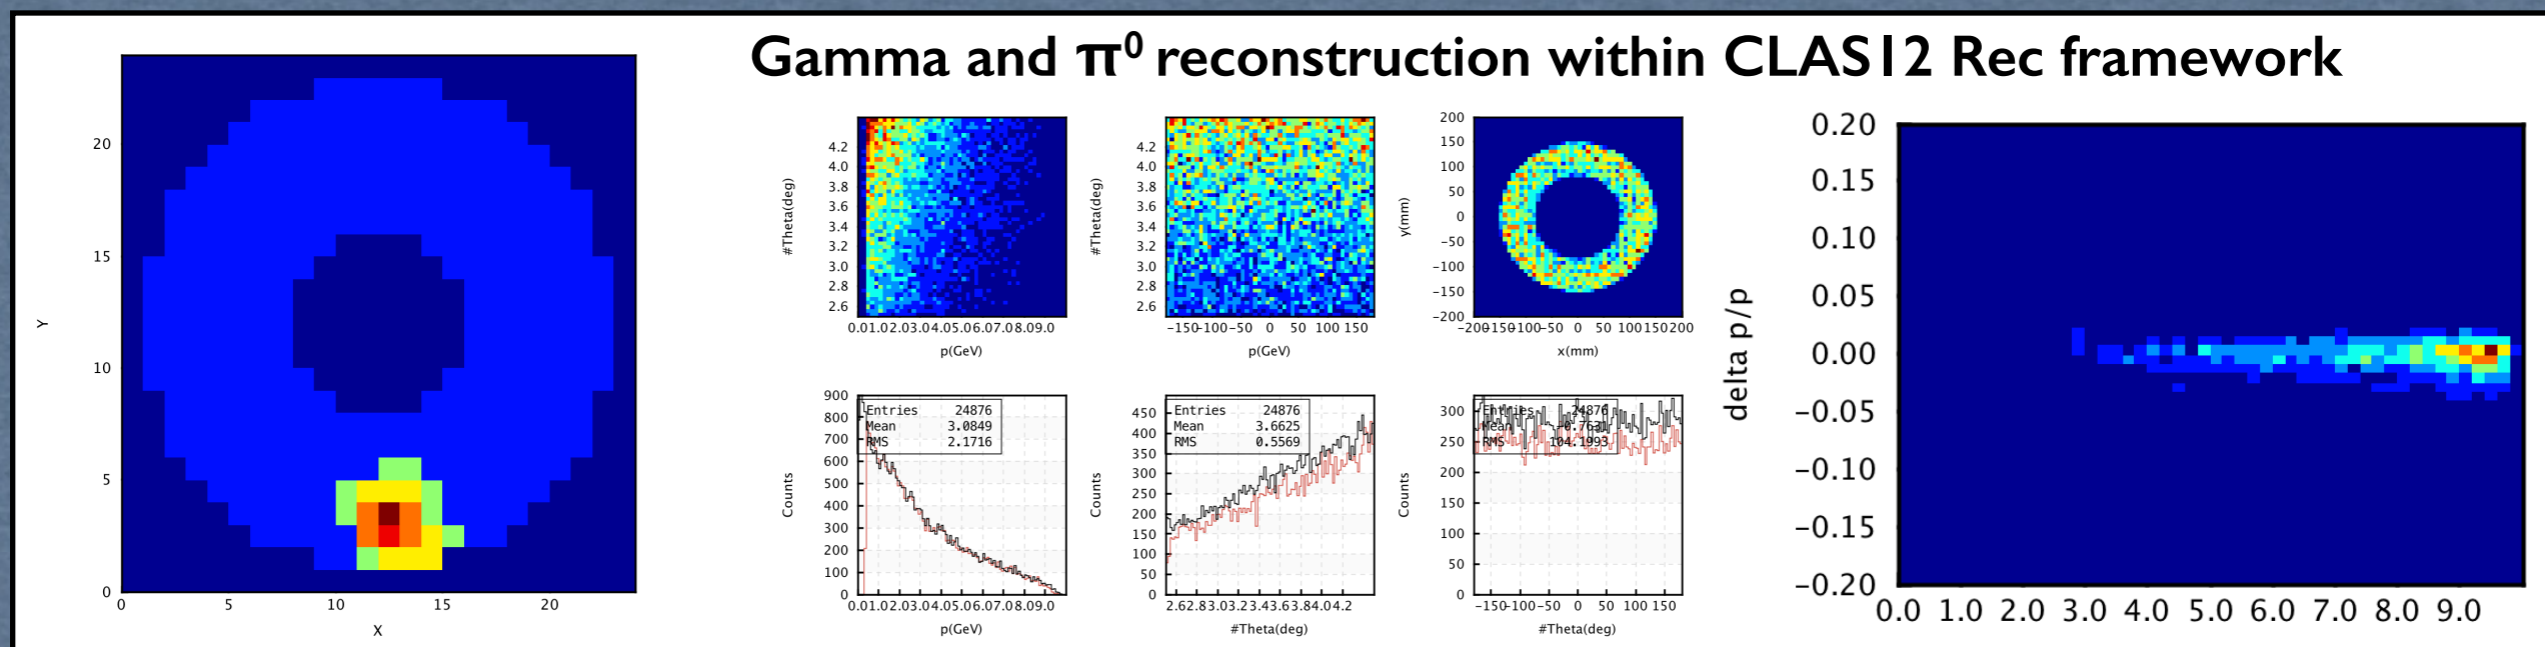 Gamma and π⁰ reconstruction within CLAS12 Rec framework
Y
20
15
10
5
0
0 5 10 15 20
X
#Theta(deg)
4.2
4.0
3.8
3.6
3.4
3.2
3.0
2.8
2.6
0.01.02.03.04.05.06.07.08.09.0
p(GeV)
#Theta(deg)
4.2
4.0
3.8
3.6
3.4
3.2
3.0
2.8
2.6
−150−100−50 0 50 100 150
p(GeV)
y(mm)
200
150
100
50
0
−50
−100
−150
−200
−200−150−100−50 0 50 100150200
x(mm)
Counts
900
800
700
600
500
400
300
200
100
0
Entries 24876
Mean 3.0849
RMS 2.1716
0.01.02.03.04.05.06.07.08.09.0
p(GeV)
Counts
450
400
350
300
250
200
150
100
50
0
Entries 24876
Mean 3.6625
RMS 0.5569
2.62.83.03.23.43.63.84.04.2
#Theta(deg)
Counts
300
250
200
150
100
50
0
Entries 24876
Mean −0.7631
RMS 104.1993
−150−100−50 0 50 100 150
#Theta(deg)
delta p/p
0.20
0.15
0.10
0.05
0.00
−0.05
−0.10
−0.15
−0.20
0.0 1.0 2.0 3.0 4.0 5.0 6.0 7.0 8.0 9.0